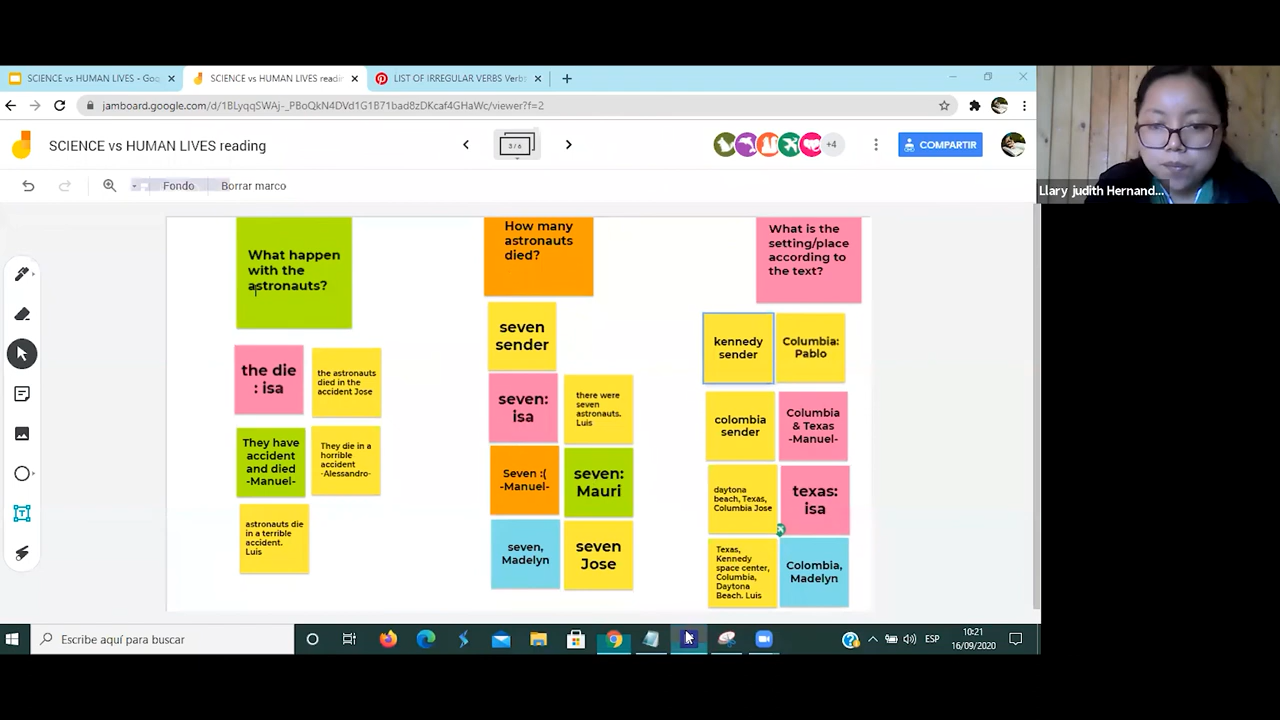 SCIENCE vs HUMAN LIVES - Goo
SCIENCE vs HUMAN LIVES readin
LIST OF IRREGULAR VERBS Verbs
jamboard.google.com/d/1BLyqqSWAj-_PBoQkN4DVd1G1B71bad8zDKcaf4GHaWc/viewer?f=2
SCIENCE vs HUMAN LIVES reading
3 / 6
+4
COMPARTIR
Fondo
Borrar marco
What happen
with the
astronauts?
the die
: isa
the astronauts
died in the
accident Jose
They have
accident
and died
-Manuel-
They die in a
horrible
accident
-Alessandro-
astronauts die
in a terrible
accident.
Luis
How many
astronauts
died?
seven
sender
seven:
isa
there were
seven
astronauts.
Luis
Seven :(
-Manuel-
seven:
Mauri
seven,
Madelyn
seven
Jose
What is the
setting/place
according to
the text?
kennedy
sender
Columbia:
Pablo
colombia
sender
Columbia
& Texas
-Manuel-
daytona
beach, Texas,
Columbia Jose
texas:
isa
Texas,
Kennedy
space center,
Columbia,
Daytona
Beach. Luis
Colombia,
Madelyn
Escribe aquí para buscar
ESP
10:21
16/09/2020
Llary judith Hernand...